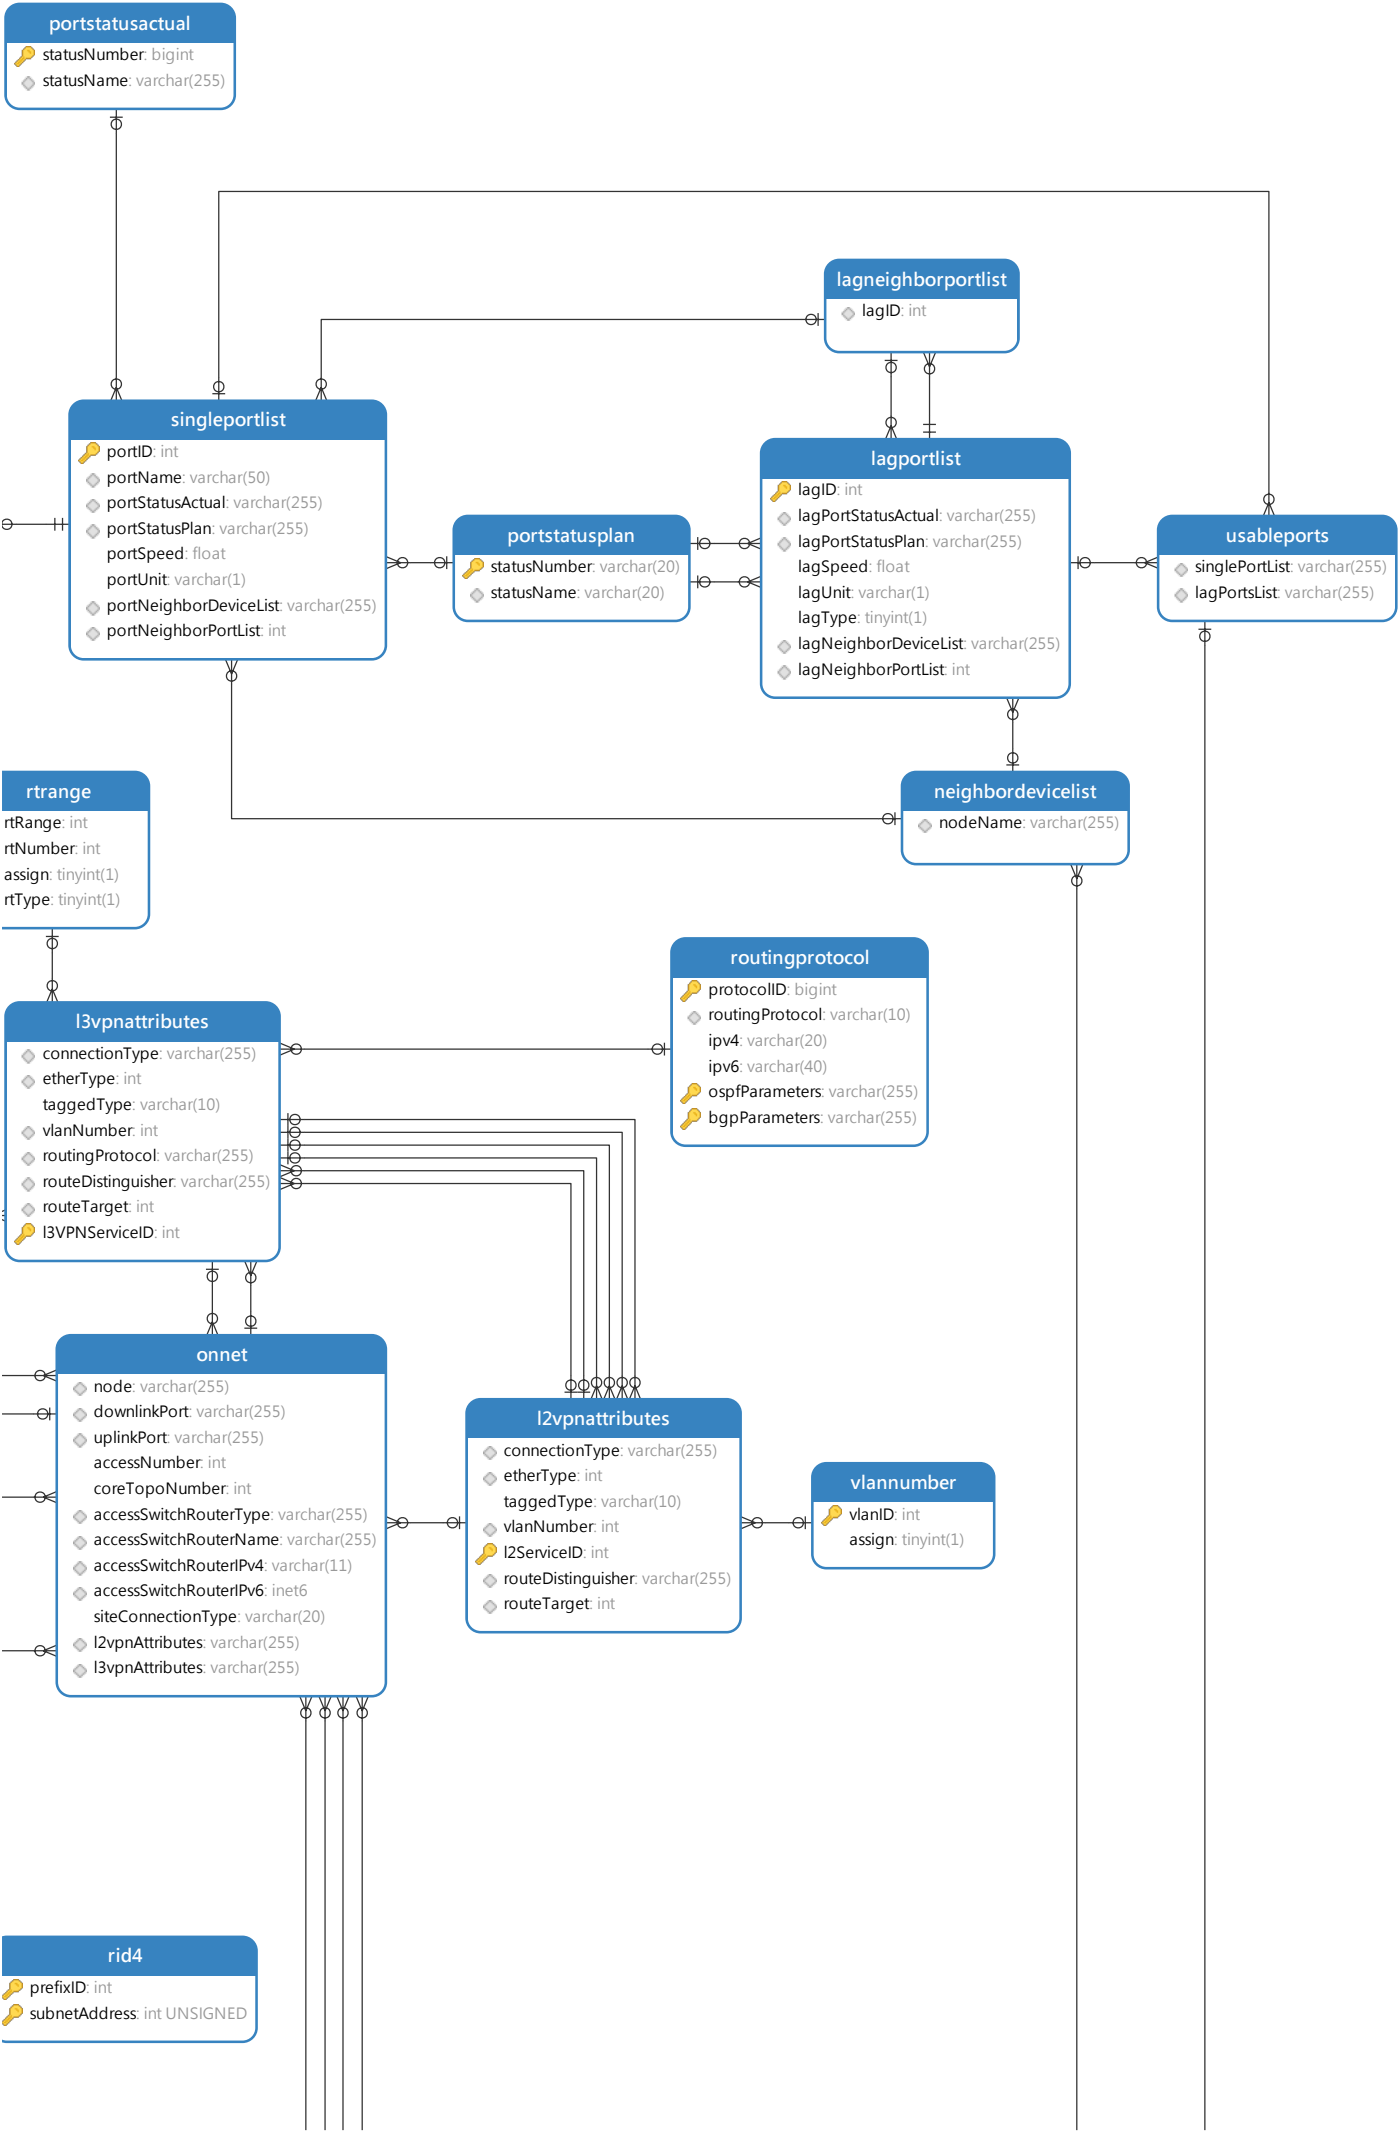 portstatusactual
statusNumber: bigint
statusName: varchar(255)
lagneighborportlist
lagID: int
singleportlist
portID: int
portName: varchar(50)
portStatusActual: varchar(255)
portStatusPlan: varchar(255)
portSpeed: float
portUnit: varchar(1)
portNeighborDeviceList: varchar(255)
portNeighborPortList: int
portstatusplan
statusNumber: varchar(20)
statusName: varchar(20)
lagportlist
lagID: int
lagPortStatusActual: varchar(255)
lagPortStatusPlan: varchar(255)
lagSpeed: float
lagUnit: varchar(1)
lagType: tinyint(1)
lagNeighborDeviceList: varchar(255)
lagNeighborPortList: int
usableports
singlePortList: varchar(255)
lagPortsList: varchar(255)
rtrange
rtRange: int
rtNumber: int
assign: tinyint(1)
rtType: tinyint(1)
neighbordevicelist
nodeName: varchar(255)
routingprotocol
protocolID: bigint
routingProtocol: varchar(10)
ipv4: varchar(20)
ipv6: varchar(40)
ospfParameters: varchar(255)
bgpParameters: varchar(255)
l3vpnattributes
connectionType: varchar(255)
etherType: int
taggedType: varchar(10)
vlanNumber: int
routingProtocol: varchar(255)
routeDistinguisher: varchar(255)
routeTarget: int
l3VPNServiceID: int
onnet
node: varchar(255)
downlinkPort: varchar(255)
uplinkPort: varchar(255)
accessNumber: int
coreTopoNumber: int
accessSwitchRouterType: varchar(255)
accessSwitchRouterName: varchar(255)
accessSwitchRouterIPv4: varchar(11)
accessSwitchRouterIPv6: inet6
siteConnectionType: varchar(20)
l2vpnAttributes: varchar(255)
l3vpnAttributes: varchar(255)
l2vpnattributes
connectionType: varchar(255)
etherType: int
taggedType: varchar(10)
vlanNumber: int
l2ServiceID: int
routeDistinguisher: varchar(255)
routeTarget: int
vlannumber
vlanID: int
assign: tinyint(1)
rid4
prefixID: int
subnetAddress: int UNSIGNED